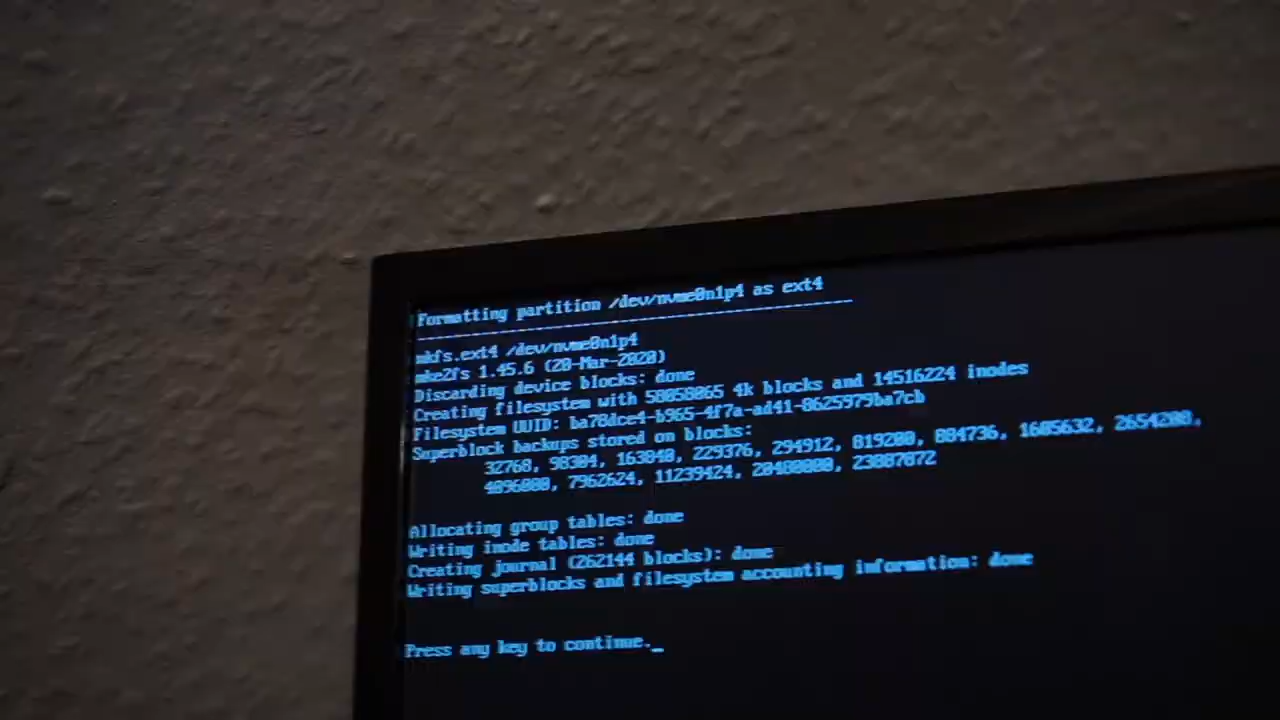 Formatting partition /dev/nvme0n1p4 as ext4
mkfs.ext4 /dev/nvme0n1p4
mke2fs 1.45.6 (20-Mar-2020)
Discarding device blocks: done
Creating filesystem with 58058065 4k blocks and 14516224 inodes
Filesystem UUID: ba78dce4-b965-4f7a-ad41-8625979ba7cb
Superblock backups stored on blocks:
32768, 98304, 163840, 229376, 294912, 819200, 884736, 1605632, 2654208,
4096000, 7962624, 11239424, 20480000, 23887872
Allocating group tables: done
Writing inode tables: done
Creating journal (262144 blocks): done
Writing superblocks and filesystem accounting information: done
Press any key to continue._